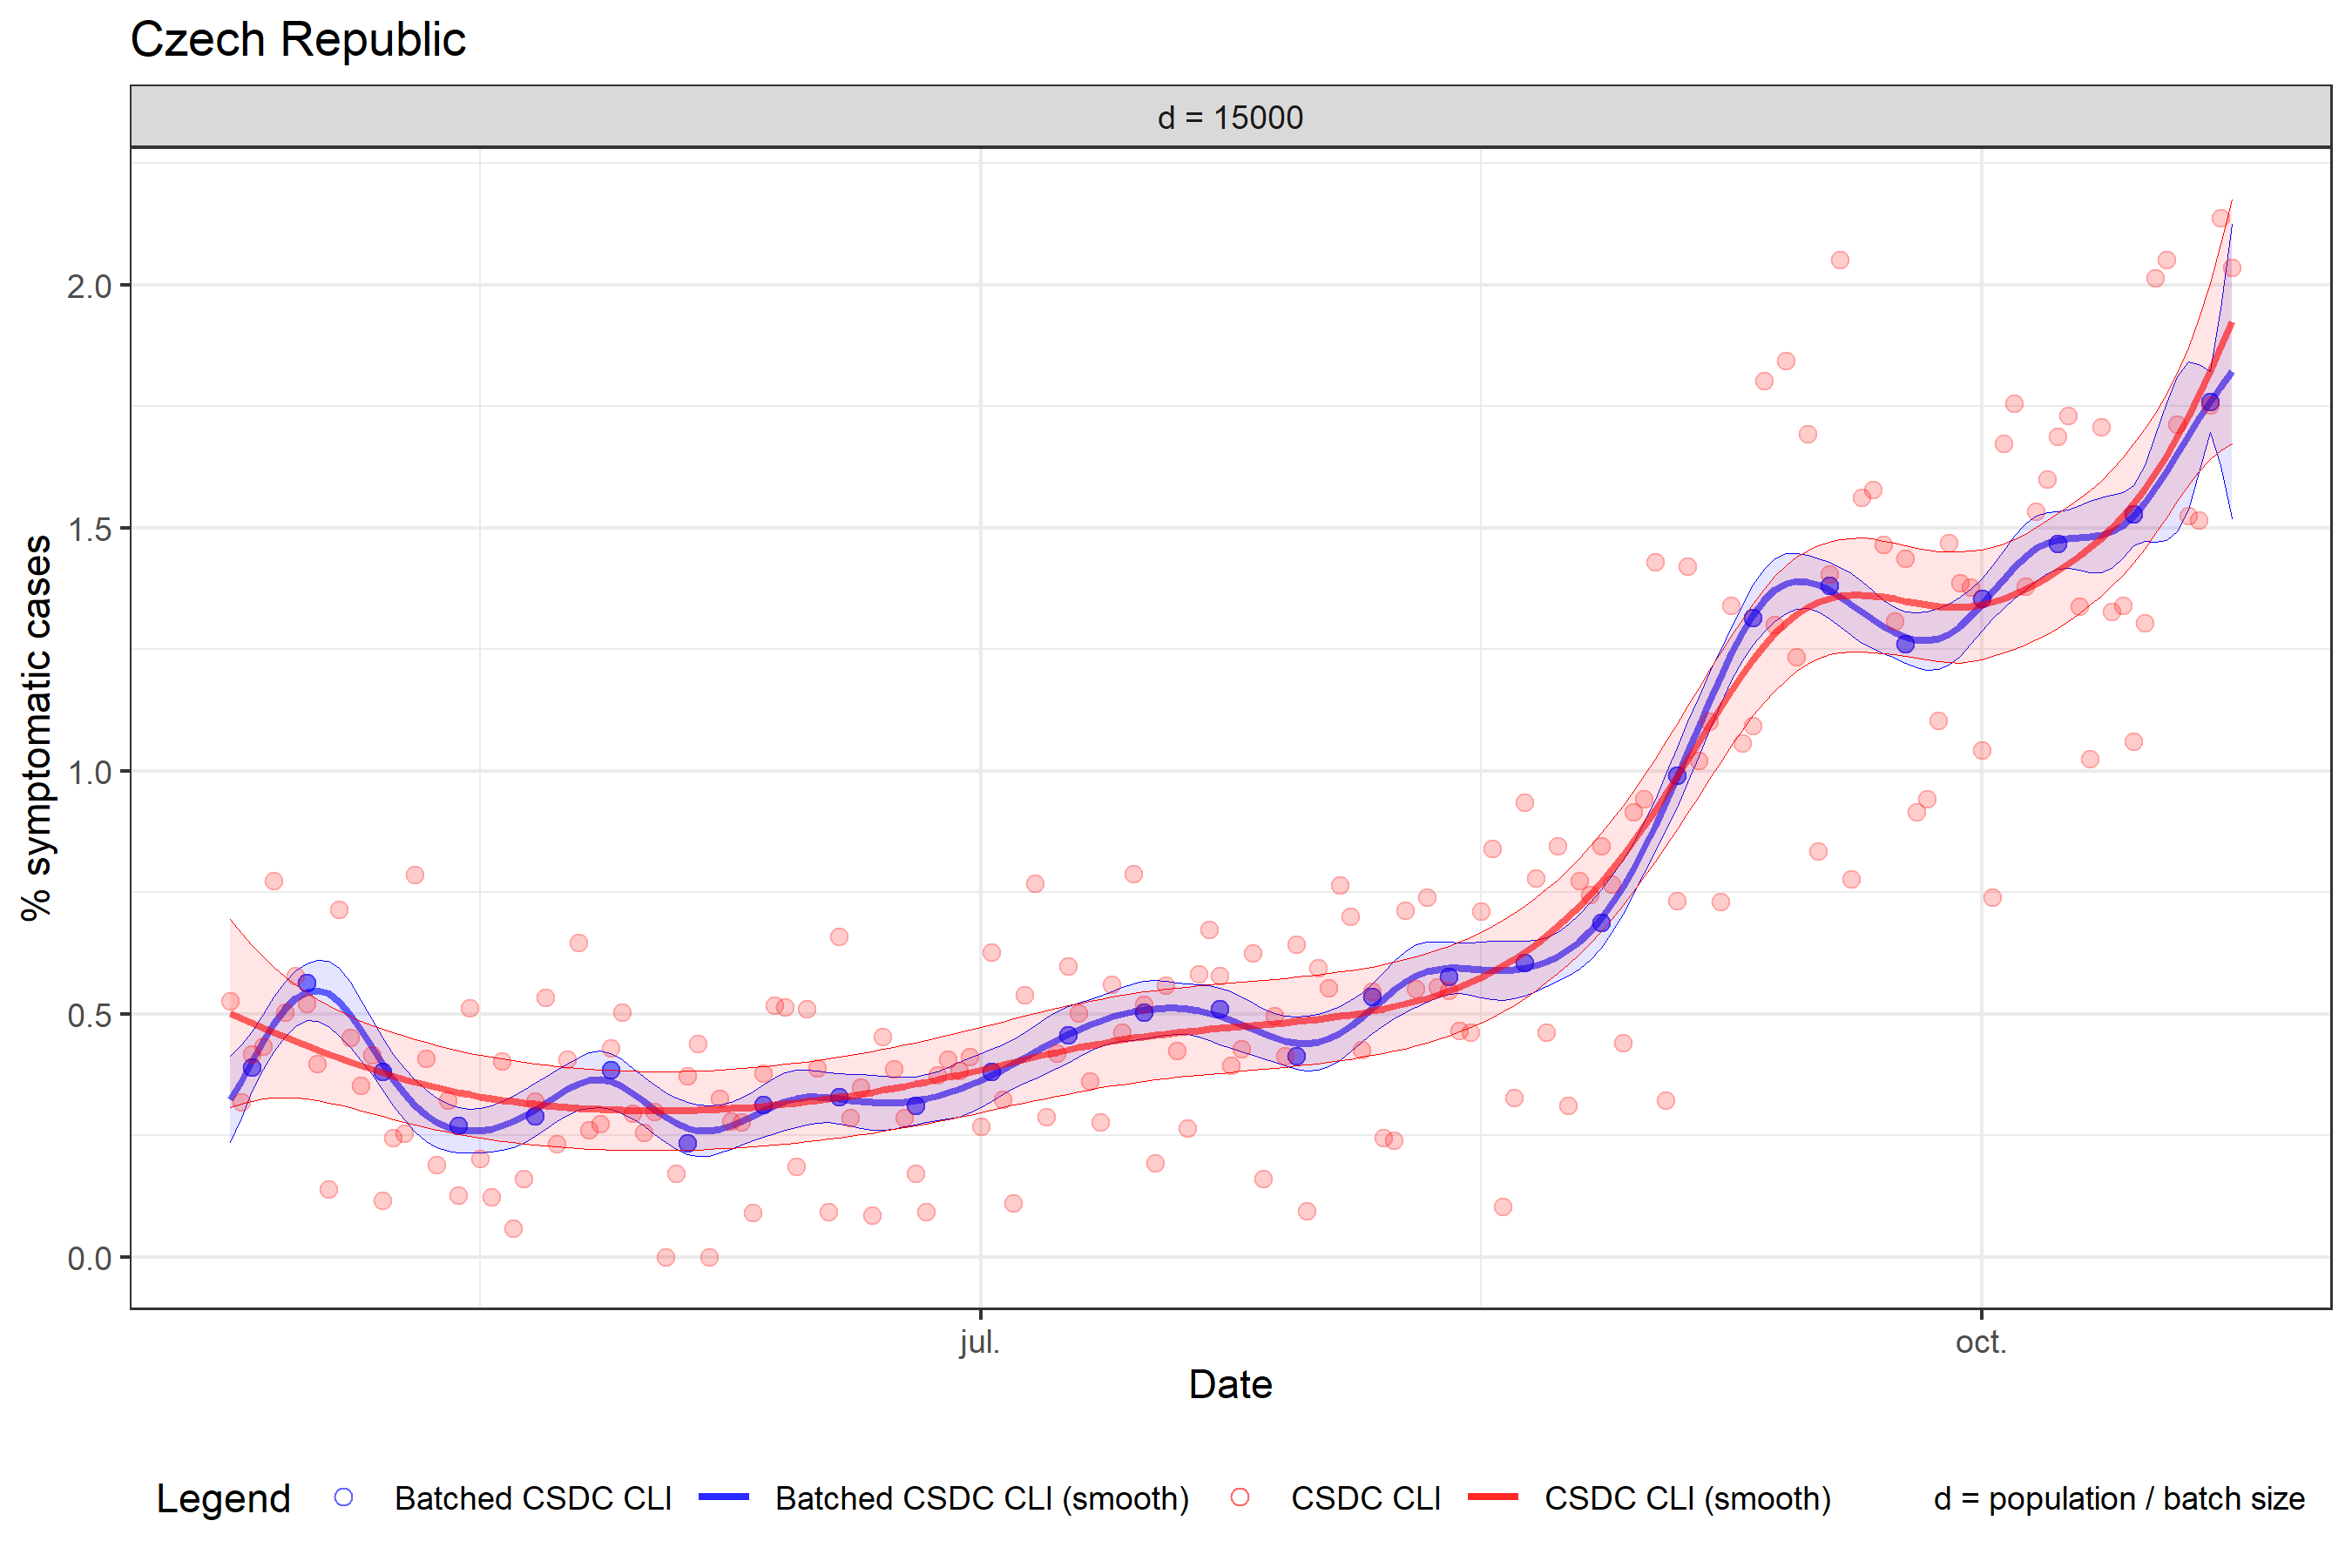 Czech Republic
d = 15000
% symptomatic cases
2.0
1.5
1.0
0.5
0.0
jul.
oct.
Date
Legend
Batched CSDC CLI
Batched CSDC CLI (smooth)
CSDC CLI
CSDC CLI (smooth)
d = population / batch size